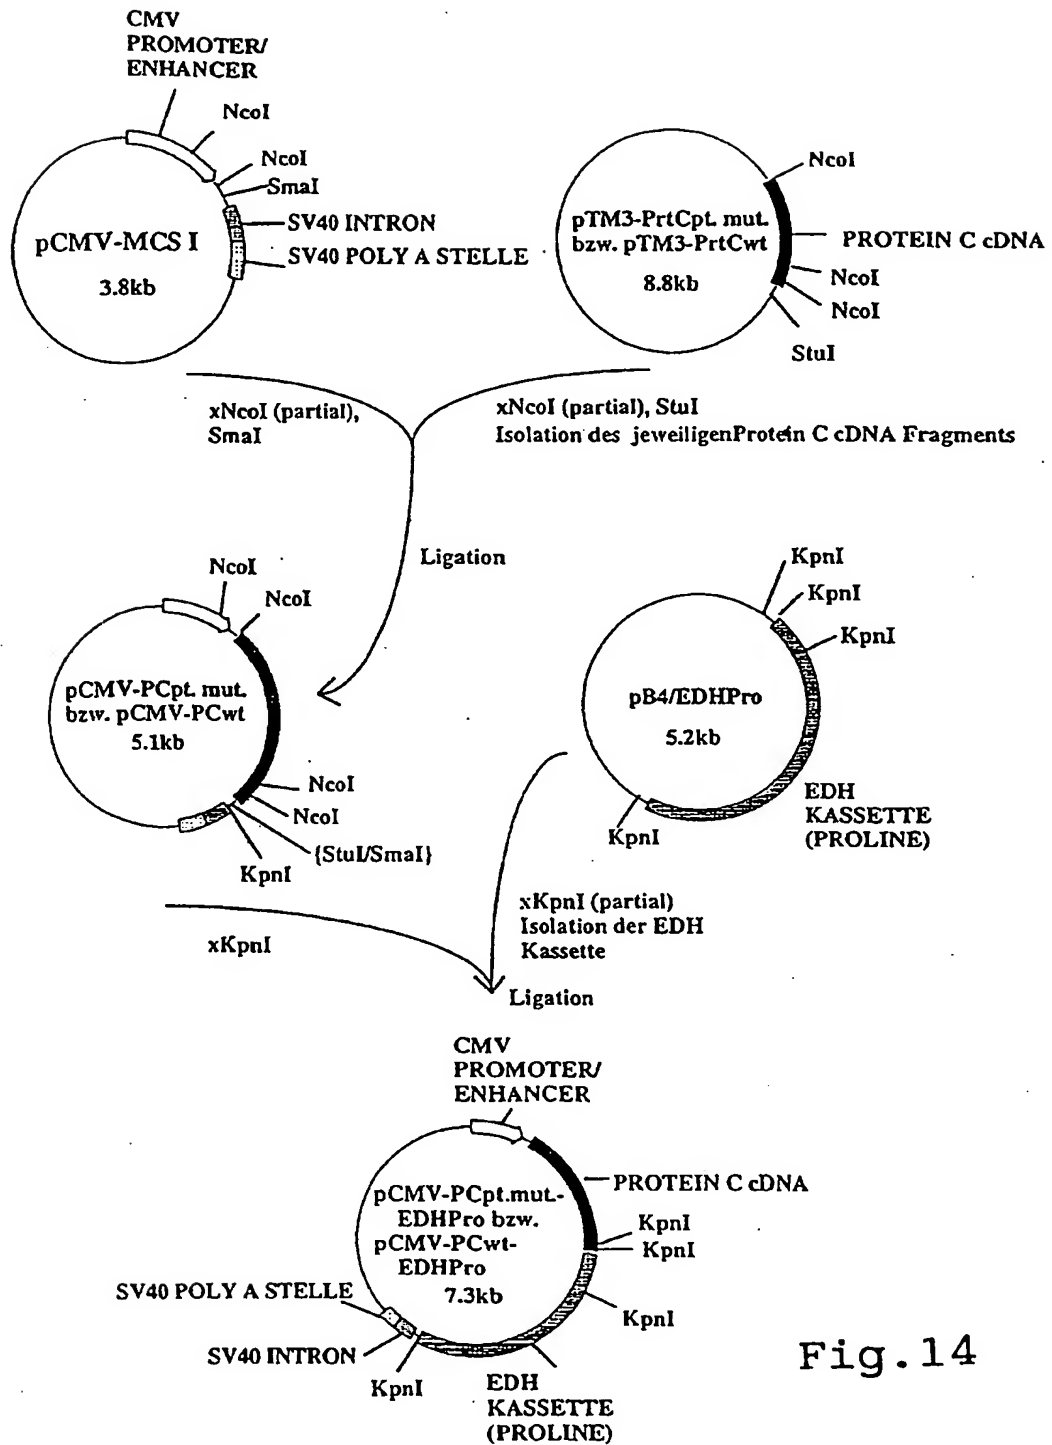 CMV
PROMOTER/
ENHANCER
NcoI
NcoI
SmaI
SV40 INTRON
SV40 POLY A STELLE
pCMV-MCS I
3.8kb
NcoI
pTM3-PrtCpt. mut.
bzw. pTM3-PrtCwt
8.8kb
PROTEIN C cDNA
NcoI
NcoI
StuI
xNcoI (partial),
SmaI
xNcoI (partial), StuI
Isolation des jeweiligenProtein C cDNA Fragments
Ligation
NcoI
NcoI
pCMV-PCpt. mut.
bzw. pCMV-PCwt
5.1kb
NcoI
NcoI
{StuI/SmaI}
KpnI
KpnI
KpnI
KpnI
pB4/EDHPro
5.2kb
EDH
KASSETTE
(PROLINE)
KpnI
xKpnI
xKpnI (partial)
Isolation der EDH
Kassette
Ligation
CMV
PROMOTER/
ENHANCER
PROTEIN C cDNA
pCMV-PCpt.mut.-
EDHPro bzw.
pCMV-PCwt-
EDHPro
7.3kb
KpnI
KpnI
KpnI
SV40 POLY A STELLE
SV40 INTRON
KpnI
EDH
KASSETTE
(PROLINE)
Fig.14